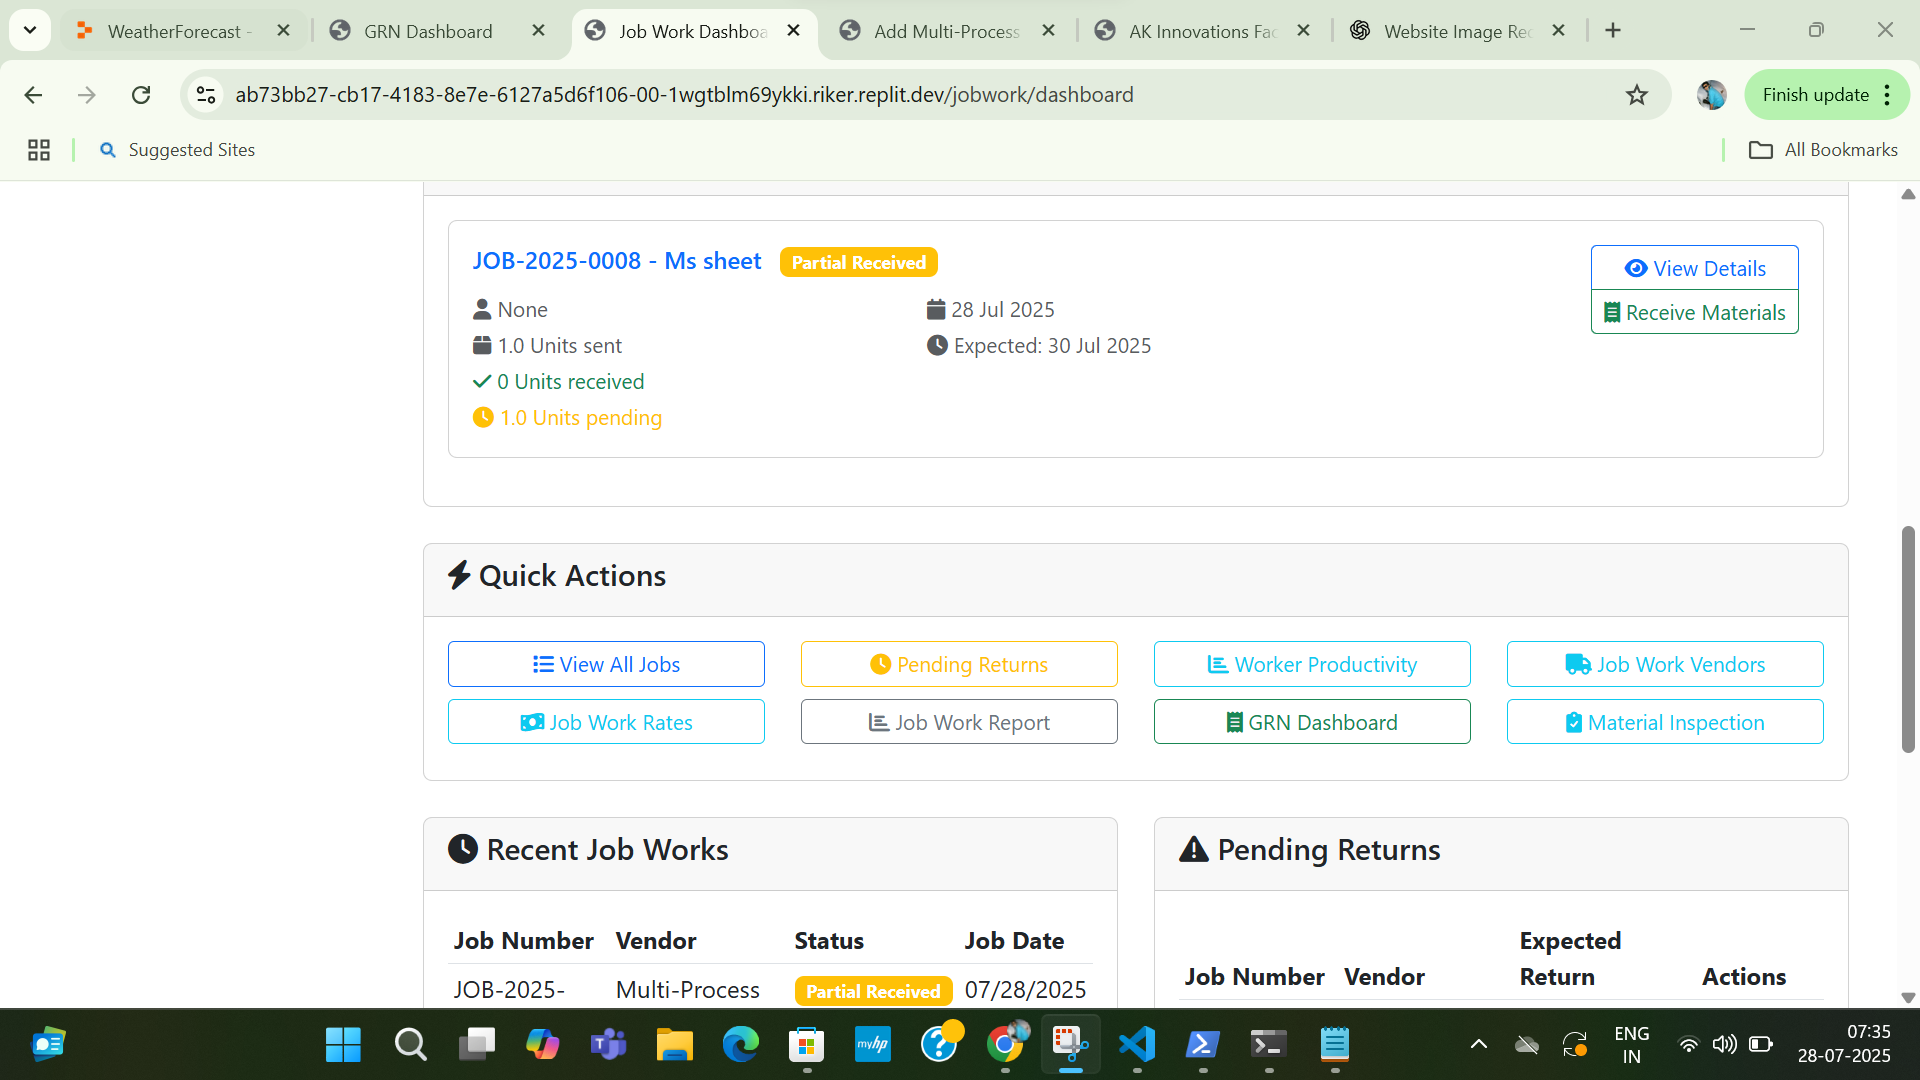 WeatherForecast -
GRN Dashboard
Job Work Dashboa
Add Multi-Process
AK Innovations Fac
Website Image Rec
ab73bb27-cb17-4183-8e7e-6127a5d6f106-00-1wgtblm69ykki.riker.replit.dev/jobwork/dashboard
Finish update
Suggested Sites
All Bookmarks
JOB-2025-0008 - Ms sheet
Partial Received
View Details
None
28 Jul 2025
Receive Materials
1.0 Units sent
Expected: 30 Jul 2025
0 Units received
1.0 Units pending
Quick Actions
View All Jobs
Pending Returns
Worker Productivity
Job Work Vendors
Job Work Rates
Job Work Report
GRN Dashboard
Material Inspection
Recent Job Works
Job Number Vendor Status Job Date
JOB-2025- Multi-Process Partial Received 07/28/2025
Pending Returns
Job Number Vendor Expected Return Actions
myhp
ENG
IN
07:35
28-07-2025